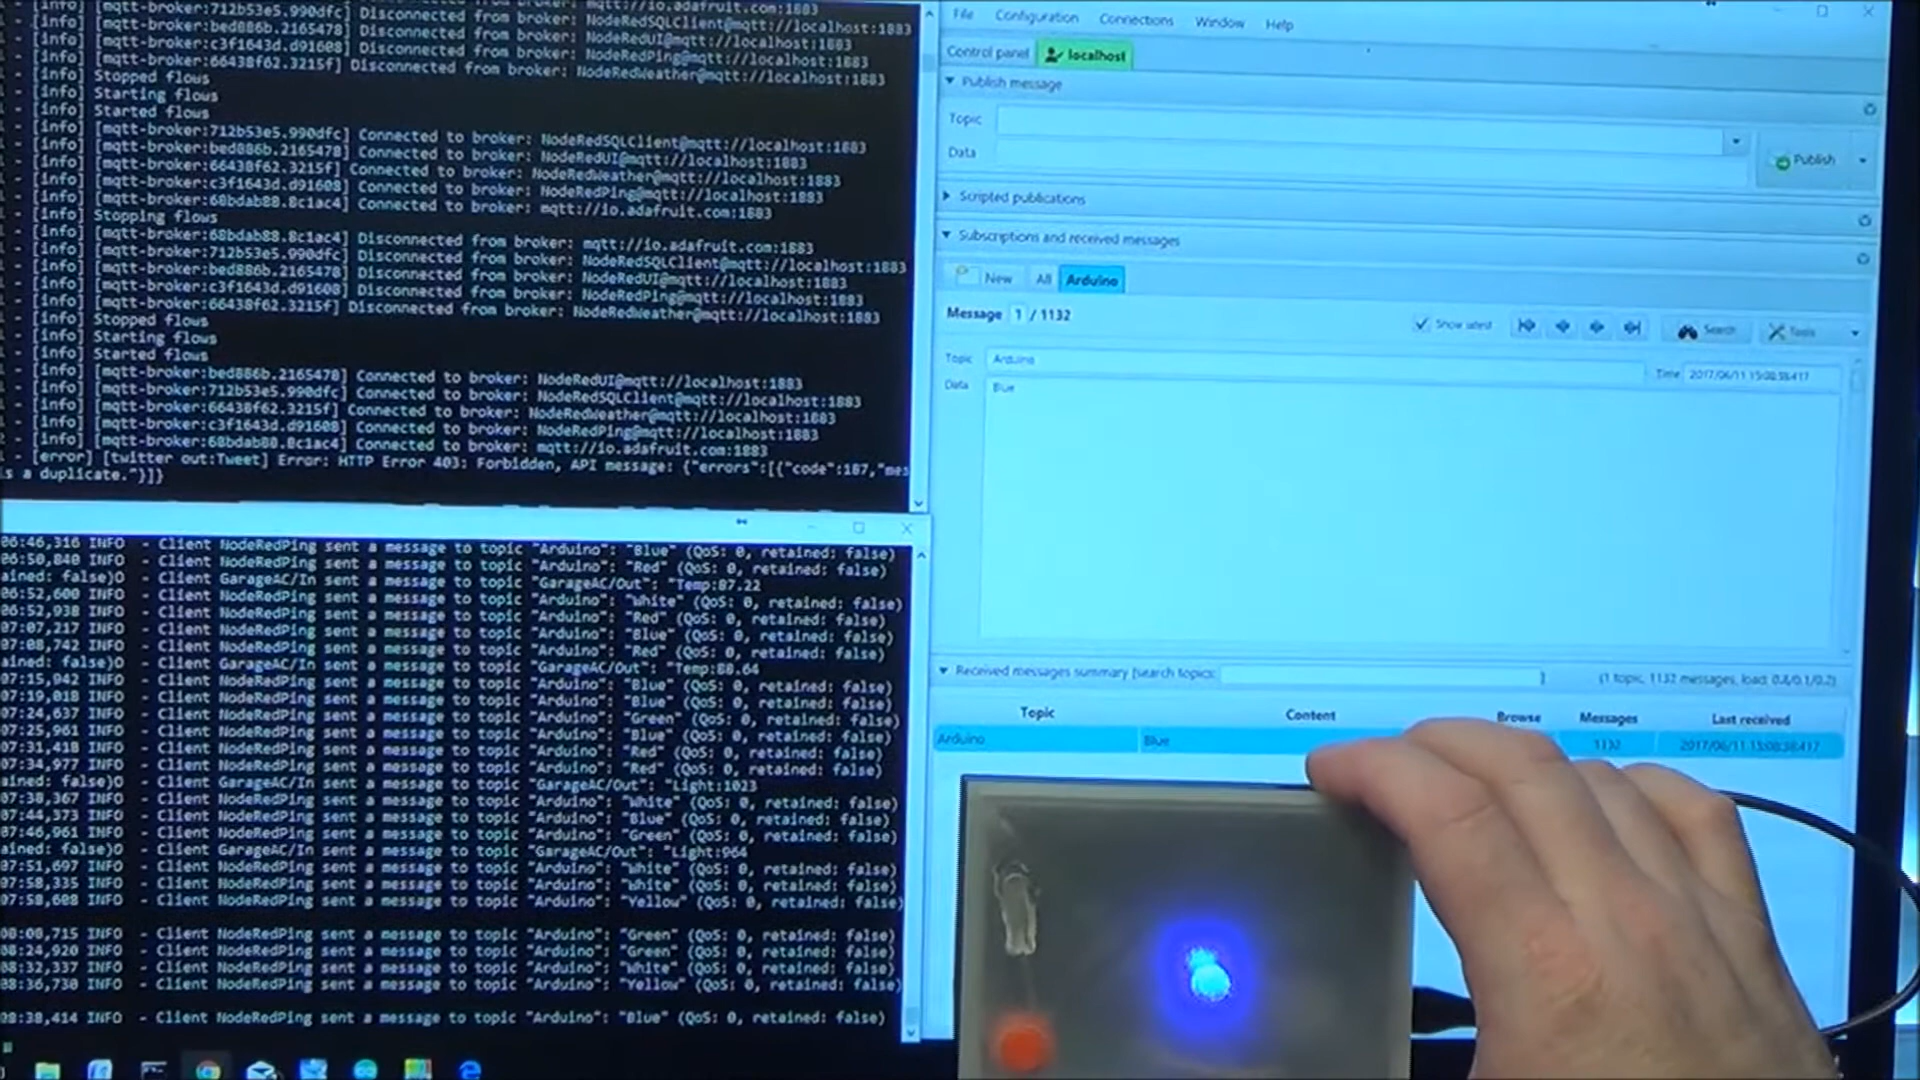 mqtt://io.adafruit.com:1883
- [info] [mqtt-broker:712b53e5.990dfc] Disconnected from broker: NodeRedSQLClient@mqtt://localhost:1883
- [info] [mqtt-broker:bed886b.2165478] Disconnected from broker: NodeRedUI@mqtt://localhost:1883
- [info] [mqtt-broker:c3f1643d.d91608] Disconnected from broker: NodeRedPing@mqtt://localhost:1883
- [info] [mqtt-broker:66438f62.3215f] Disconnected from broker: NodeRedWeather@mqtt://localhost:1883
- [info] Stopped flows
- [info] Starting flows
- [info] Started flows
- [info] [mqtt-broker:712b53e5.990dfc] Connected to broker: NodeRedSQLClient@mqtt://localhost:1883
- [info] [mqtt-broker:bed886b.2165478] Connected to broker: NodeRedUI@mqtt://localhost:1883
- [info] [mqtt-broker:66438f62.3215f] Connected to broker: NodeRedWeather@mqtt://localhost:1883
- [info] [mqtt-broker:c3f1643d.d91608] Connected to broker: NodeRedPing@mqtt://localhost:1883
- [info] [mqtt-broker:68bdab88.8c1ac4] Connected to broker: mqtt://io.adafruit.com:1883
- [info] Stopping flows
- [info] [mqtt-broker:68bdab88.8c1ac4] Disconnected from broker: mqtt://io.adafruit.com:1883
- [info] [mqtt-broker:712b53e5.990dfc] Disconnected from broker: NodeRedSQLClient@mqtt://localhost:1883
- [info] [mqtt-broker:bed886b.2165478] Disconnected from broker: NodeRedUI@mqtt://localhost:1883
- [info] [mqtt-broker:c3f1643d.d91608] Disconnected from broker: NodeRedPing@mqtt://localhost:1883
- [info] [mqtt-broker:66438f62.3215f] Disconnected from broker: NodeRedWeather@mqtt://localhost:1883
- [info] Stopped flows
- [info] Starting flows
- [info] Started flows
- [info] [mqtt-broker:bed886b.2165478] Connected to broker: NodeRedUI@mqtt://localhost:1883
- [info] [mqtt-broker:712b53e5.990dfc] Connected to broker: NodeRedSQLClient@mqtt://localhost:1883
- [info] [mqtt-broker:66438f62.3215f] Connected to broker: NodeRedWeather@mqtt://localhost:1883
- [info] [mqtt-broker:c3f1643d.d91608] Connected to broker: NodeRedPing@mqtt://localhost:1883
- [info] [mqtt-broker:68bdab88.8c1ac4] Connected to broker: mqtt://io.adafruit.com:1883
- [error] [twitter out:Tweet] Error: HTTP Error 403: Forbidden, API message: {"errors":[{"code":187,"mes
s a duplicate."}]}
06:46,316 INFO - Client NodeRedPing sent a message to topic "Arduino": "Blue" (QoS: 0, retained: false)
06:50,840 INFO - Client NodeRedPing sent a message to topic "Arduino": "Red" (QoS: 0, retained: false)
ained: false)O - Client GarageAC/In sent a message to topic "GarageAC/Out": "Temp:87.22
06:52,600 INFO - Client NodeRedPing sent a message to topic "Arduino": "White" (QoS: 0, retained: false)
06:52,938 INFO - Client NodeRedPing sent a message to topic "Arduino": "Red" (QoS: 0, retained: false)
07:07,217 INFO - Client NodeRedPing sent a message to topic "Arduino": "Blue" (QoS: 0, retained: false)
07:08,742 INFO - Client NodeRedPing sent a message to topic "Arduino": "Red" (QoS: 0, retained: false)
ained: false)O - Client GarageAC/In sent a message to topic "GarageAC/Out": "Temp:80.64
07:15,942 INFO - Client NodeRedPing sent a message to topic "Arduino": "Blue" (QoS: 0, retained: false)
07:19,018 INFO - Client NodeRedPing sent a message to topic "Arduino": "Blue" (QoS: 0, retained: false)
07:24,637 INFO - Client NodeRedPing sent a message to topic "Arduino": "Green" (QoS: 0, retained: false)
07:25,961 INFO - Client NodeRedPing sent a message to topic "Arduino": "Blue" (QoS: 0, retained: false)
07:31,418 INFO - Client NodeRedPing sent a message to topic "Arduino": "Red" (QoS: 0, retained: false)
07:34,977 INFO - Client NodeRedPing sent a message to topic "Arduino": "Red" (QoS: 0, retained: false)
ained: false)O - Client GarageAC/In sent a message to topic "GarageAC/Out": "Light:1023
07:38,367 INFO - Client NodeRedPing sent a message to topic "Arduino": "White" (QoS: 0, retained: false)
07:44,373 INFO - Client NodeRedPing sent a message to topic "Arduino": "Blue" (QoS: 0, retained: false)
07:46,961 INFO - Client NodeRedPing sent a message to topic "Arduino": "Green" (QoS: 0, retained: false)
ained: false)O - Client GarageAC/In sent a message to topic "GarageAC/Out": "Light:964
07:51,697 INFO - Client NodeRedPing sent a message to topic "Arduino": "White" (QoS: 0, retained: false)
07:58,335 INFO - Client NodeRedPing sent a message to topic "Arduino": "White" (QoS: 0, retained: false)
07:58,608 INFO - Client NodeRedPing sent a message to topic "Arduino": "Yellow" (QoS: 0, retained: false)
08:08,715 INFO - Client NodeRedPing sent a message to topic "Arduino": "Green" (QoS: 0, retained: false)
08:24,920 INFO - Client NodeRedPing sent a message to topic "Arduino": "Green" (QoS: 0, retained: false)
08:32,337 INFO - Client NodeRedPing sent a message to topic "Arduino": "White" (QoS: 0, retained: false)
08:36,730 INFO - Client NodeRedPing sent a message to topic "Arduino": "Yellow" (QoS: 0, retained: false)
08:38,414 INFO - Client NodeRedPing sent a message to topic "Arduino": "Blue" (QoS: 0, retained: false)
File Configuration Connections Window Help
Control panel localhost
Publish message
Topic
Data
Publish
Scripted publications
Subscriptions and received messages
New All Arduino
Message 1 / 1132
Show latest Search Tools
Topic Arduino Time 2017/06/11 15:08:38.417
Data Blue
Received messages summary [search topics: ] (1 topic, 1132 messages, load: 0.4/0.1/0.2)
Topic Content Browse Messages Last received
Arduino Blue 1132 2017/06/11 15:08:38.417